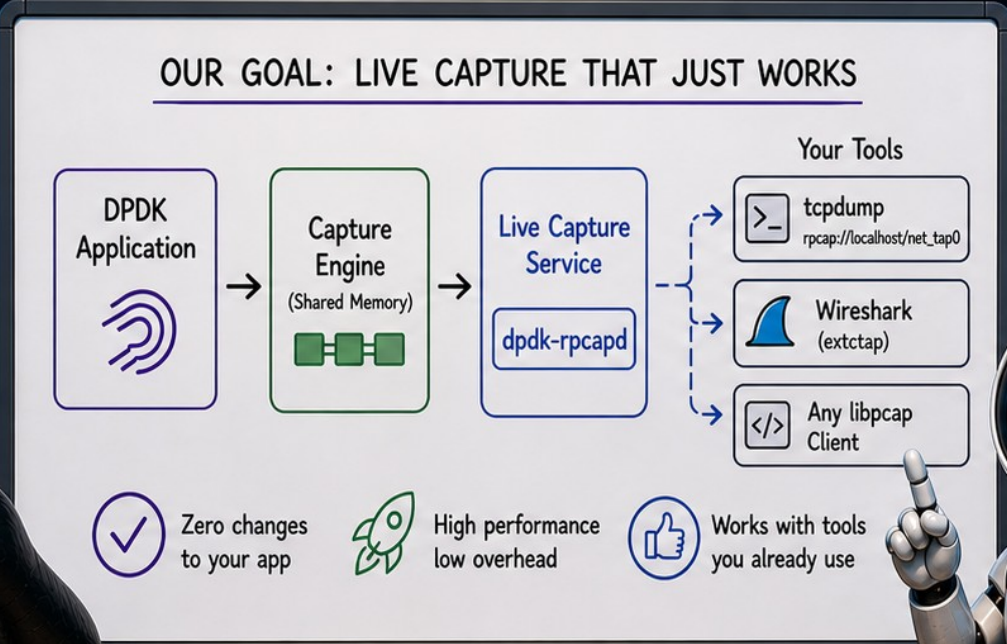 OUR GOAL: LIVE CAPTURE THAT JUST WORKS
Your Tools
DPDK
Application
Capture
Engine
(Shared Memory)
Live Capture
Service
dpdk-rpcapd
>_
tcpdump
rpcap://localhost/net_tap0
Wireshark
(extctap)
</>
Any libpcap
Client
Zero changes
to your app
High performance
low overhead
Works with tools
you already use